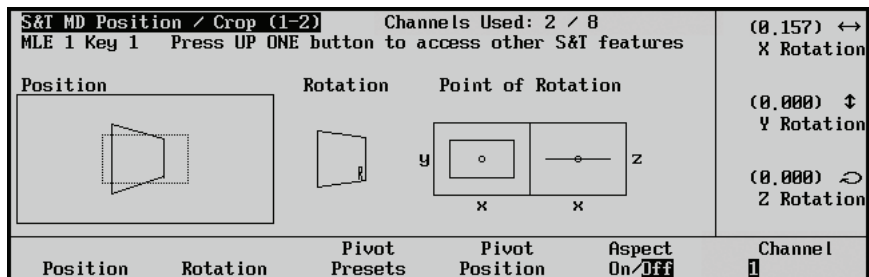 S&T MD Position / Crop (1-2) Channels Used: 2 / 8
MLE 1 Key 1 Press UP ONE button to access other S&T features
(0.157) ↔
X Rotation
Position Rotation Point of Rotation
(0.000) ↕
Y Rotation
R
y z
x x
(0.000)
Z Rotation
Position
Rotation
Pivot
Presets
Pivot
Position
Aspect
On/Off
Channel
1